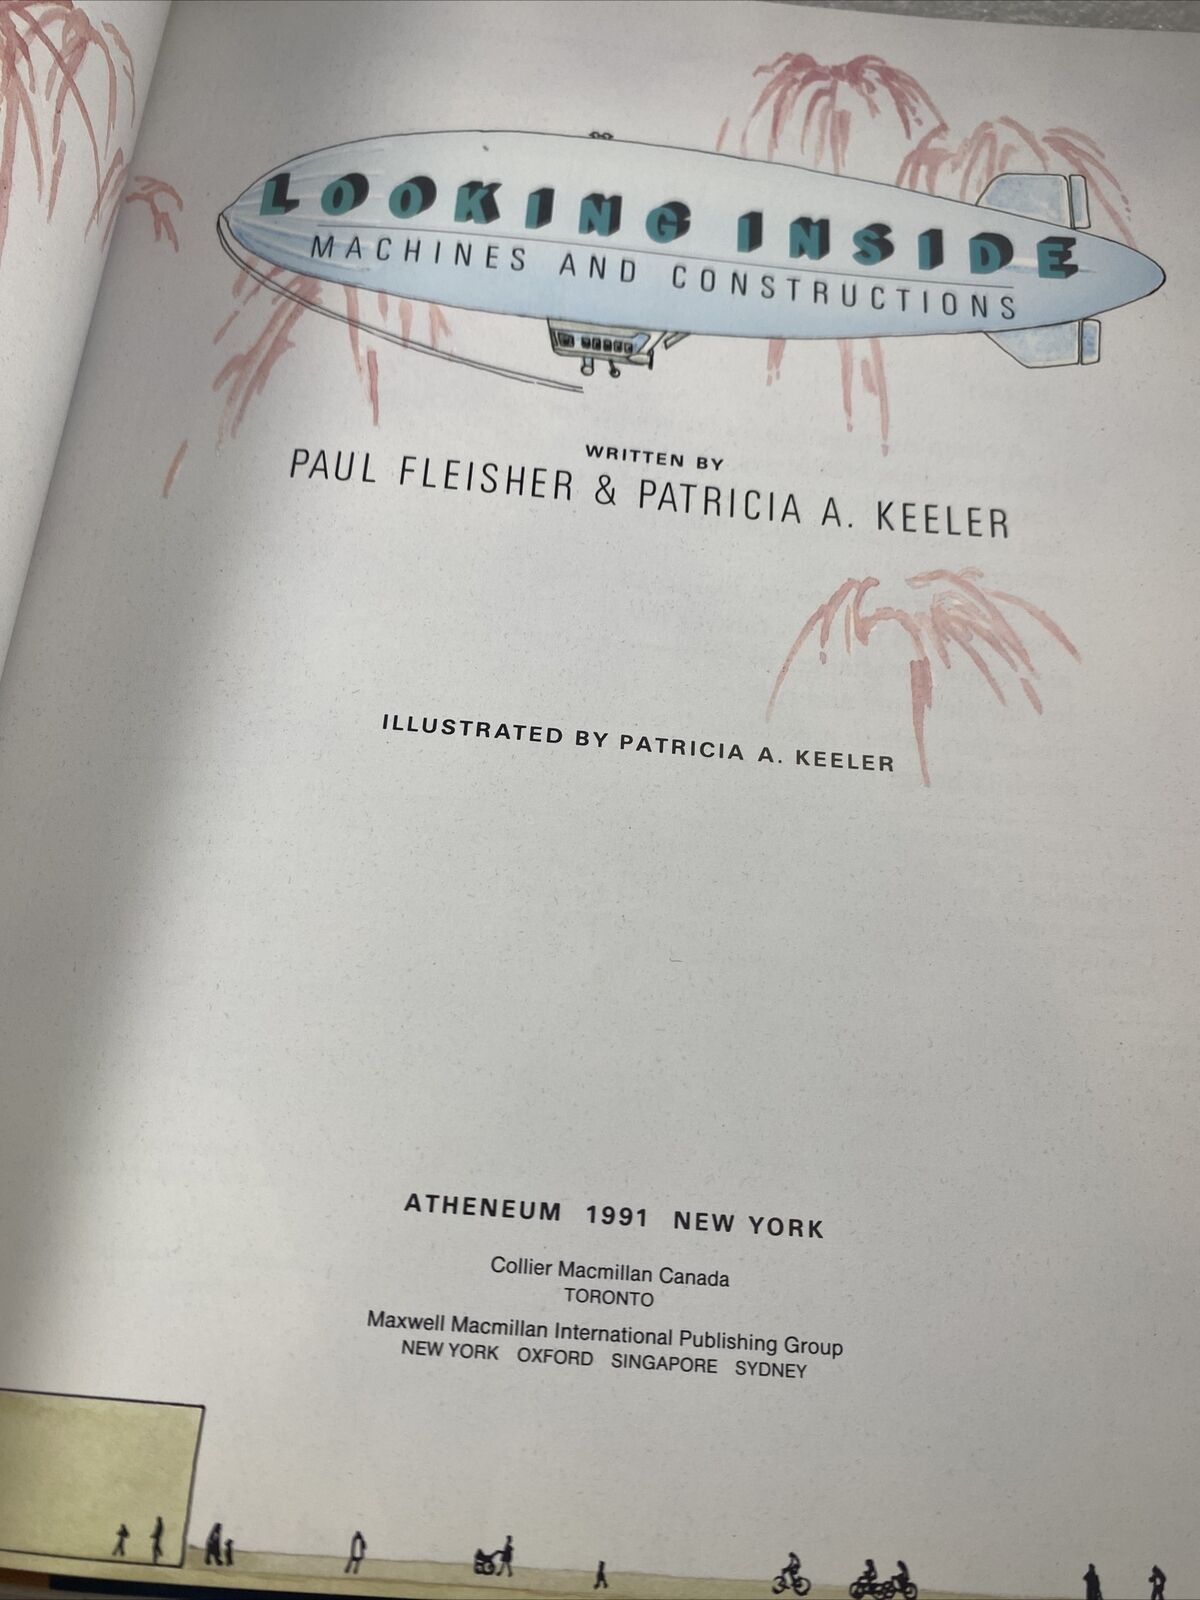 LOOKING INSIDE
MACHINES AND CONSTRUCTIONS
WRITTEN BY
PAUL FLEISHER & PATRICIA A. KEELER
ILLUSTRATED BY PATRICIA A. KEELER
ATHENEUM 1991 NEW YORK
Collier Macmillan Canada
TORONTO
Maxwell Macmillan International Publishing Group
NEW YORK OXFORD SINGAPORE SYDNEY